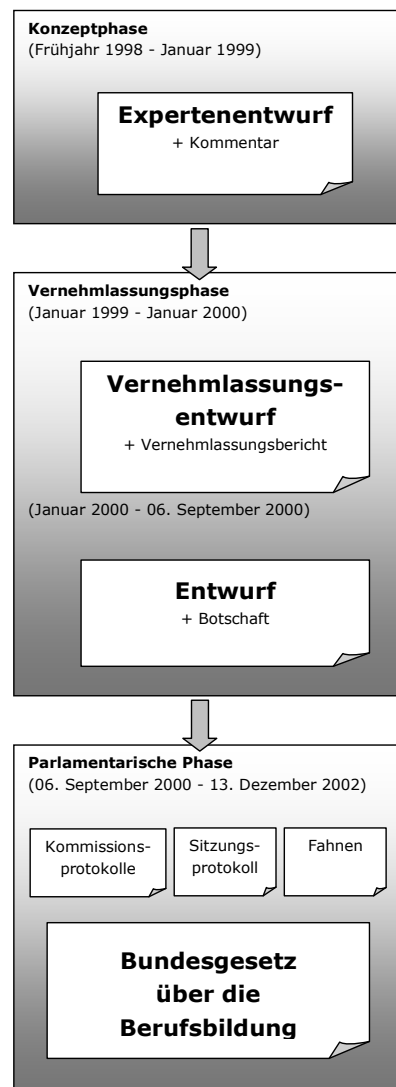 Konzeptphase
(Frühjahr 1998 - Januar 1999)
Expertenentwurf
+ Kommentar
Vernehmlassungsphase
(Januar 1999 - Januar 2000)
Vernehmlassungs-
entwurf
+ Vernehmlassungsbericht
(Januar 2000 - 06. September 2000)
Entwurf
+ Botschaft
Parlamentarische Phase
(06. September 2000 - 13. Dezember 2002)
Kommissions-
protokolle
Sitzungs-
protokoll
Fahnen
Bundesgesetz
über die
Berufsbildung